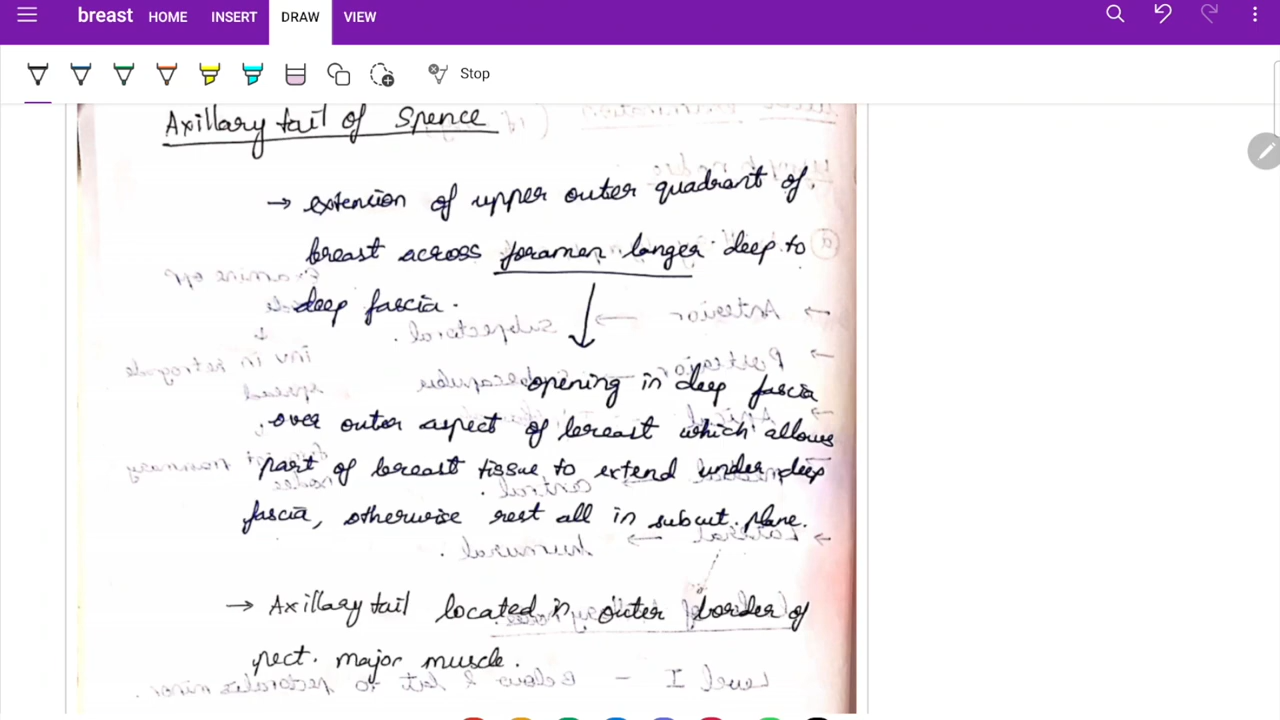 breast HOME INSERT DRAW VIEW
Stop
Axillary tail of Spence
→ extencion of upper outer quadrant of
breast across foramen langer deep to
deep fascia.
opening in deep fascia
over outer aspect of breast which allows
part of breast tissue to extend under deep
fascia, otherwise rest all in subcut. plane.
→ Axillary tail located in outer border of
pect. major muscle.